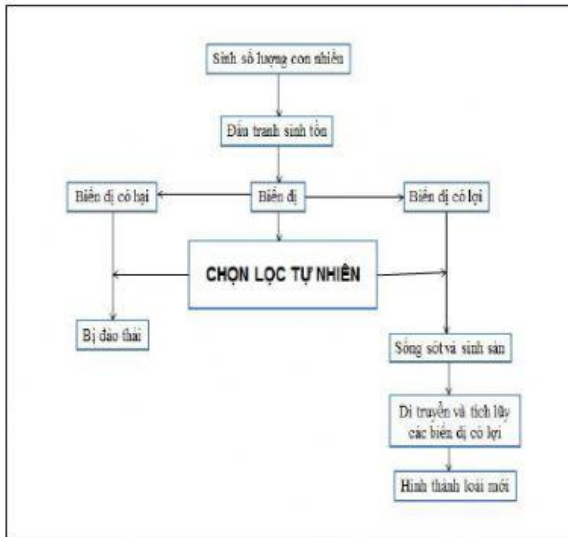 Sinh số lượng con nhiều
Đấu tranh sinh tồn
Biến dị có hại
Biến dị
Biến dị có lợi
CHỌN LỌC TỰ NHIÊN
Bị đào thải
Sống sót và sinh sản
Di truyền và tích lũy
các biến dị có lợi
Hình thành loài mới